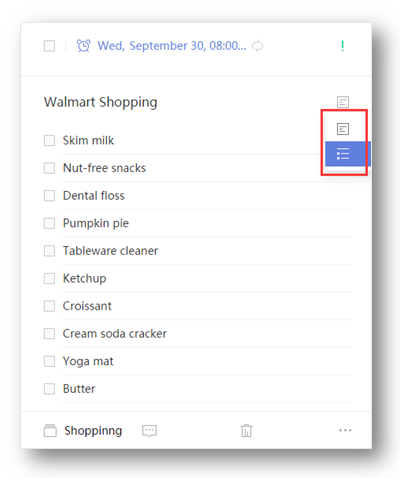 Wed, September 30, 08:00...
Walmart Shopping
Skim milk
Nut-free snacks
Dental floss
Pumpkin pie
Tableware cleaner
Ketchup
Croissant
Cream soda cracker
Yoga mat
Butter
Shoppinng